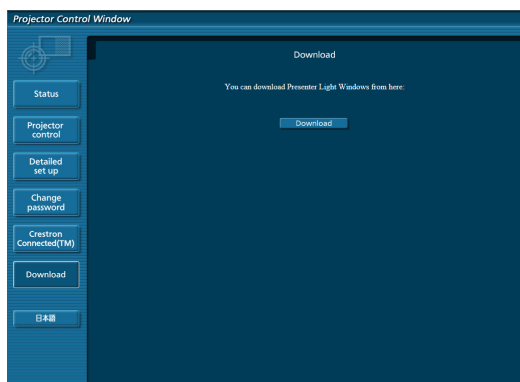 Projector Control Window
Download
You can download Presenter Light Windows from here:
Download
Status
Projector
control
Detailed
set up
Change
password
Crestron
Connected(TM)
Download
日本語